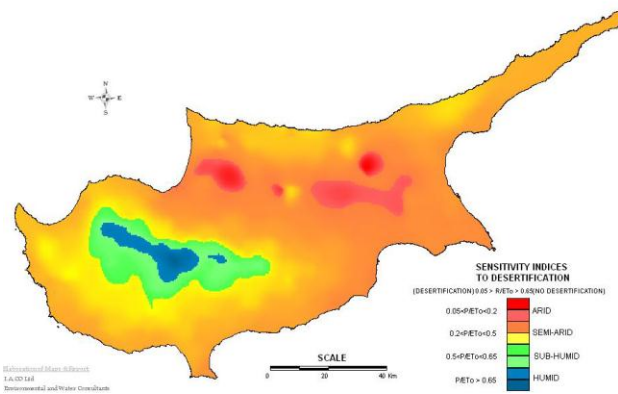 N
W E
S
SENSITIVITY INDICES
TO DESERTIFICATION
(DESERTIFICATION) 0.05 > P/ETo > 0.65(NO DESERTIFICATION)
0.05<P/ETo<0.2 ARID
0.2<P/ETo<0.5 SEMI-ARID
0.5<P/ETo<0.65 SUB-HUMID
P/ETo > 0.65 HUMID
SCALE
0 20 40 Km
I.A.CO Ltd
Environmental and Water Consultants